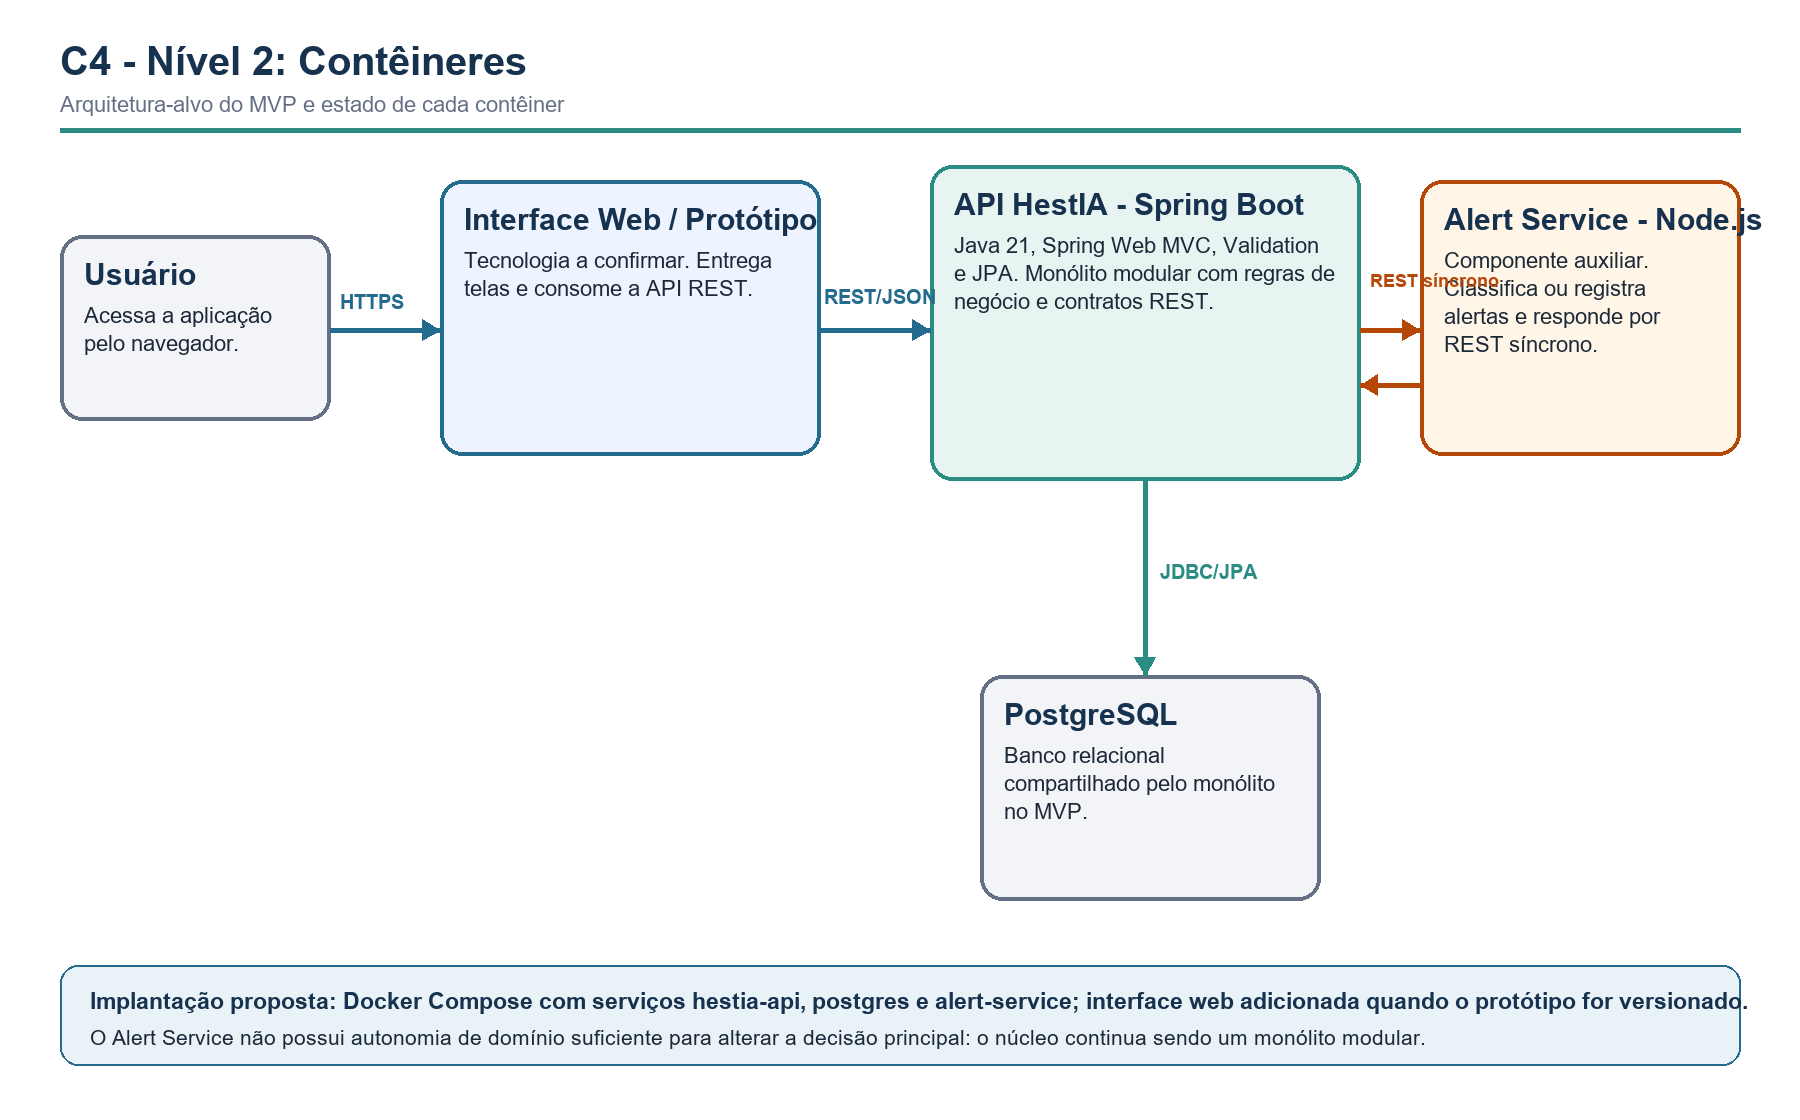 C4 - Nível 2: Contêineres
Arquitetura-alvo do MVP e estado de cada contêiner
Usuário
Acessa a aplicação
pelo navegador.
HTTPS
Interface Web / Protótipo
Tecnologia a confirmar. Entrega
telas e consome a API REST.
REST/JSON
API HestIA - Spring Boot
Java 21, Spring Web MVC, Validation
e JPA. Monólito modular com regras de
negócio e contratos REST.
REST síncrono
Alert Service - Node.js
Componente auxiliar.
Classifica ou registra
alertas e responde por
REST síncrono.
JDBC/JPA
PostgreSQL
Banco relacional
compartilhado pelo monólito
no MVP.
Implantação proposta: Docker Compose com serviços hestia-api, postgres e alert-service; interface web adicionada quando o protótipo for versionado.
O Alert Service não possui autonomia de domínio suficiente para alterar a decisão principal: o núcleo continua sendo um monólito modular.